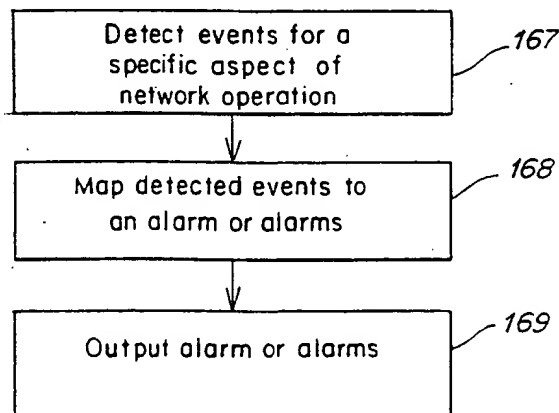 Detect events for a
specific aspect of
network operation
167
Map detected events to
an alarm or alarms
168
Output alarm or alarms
169